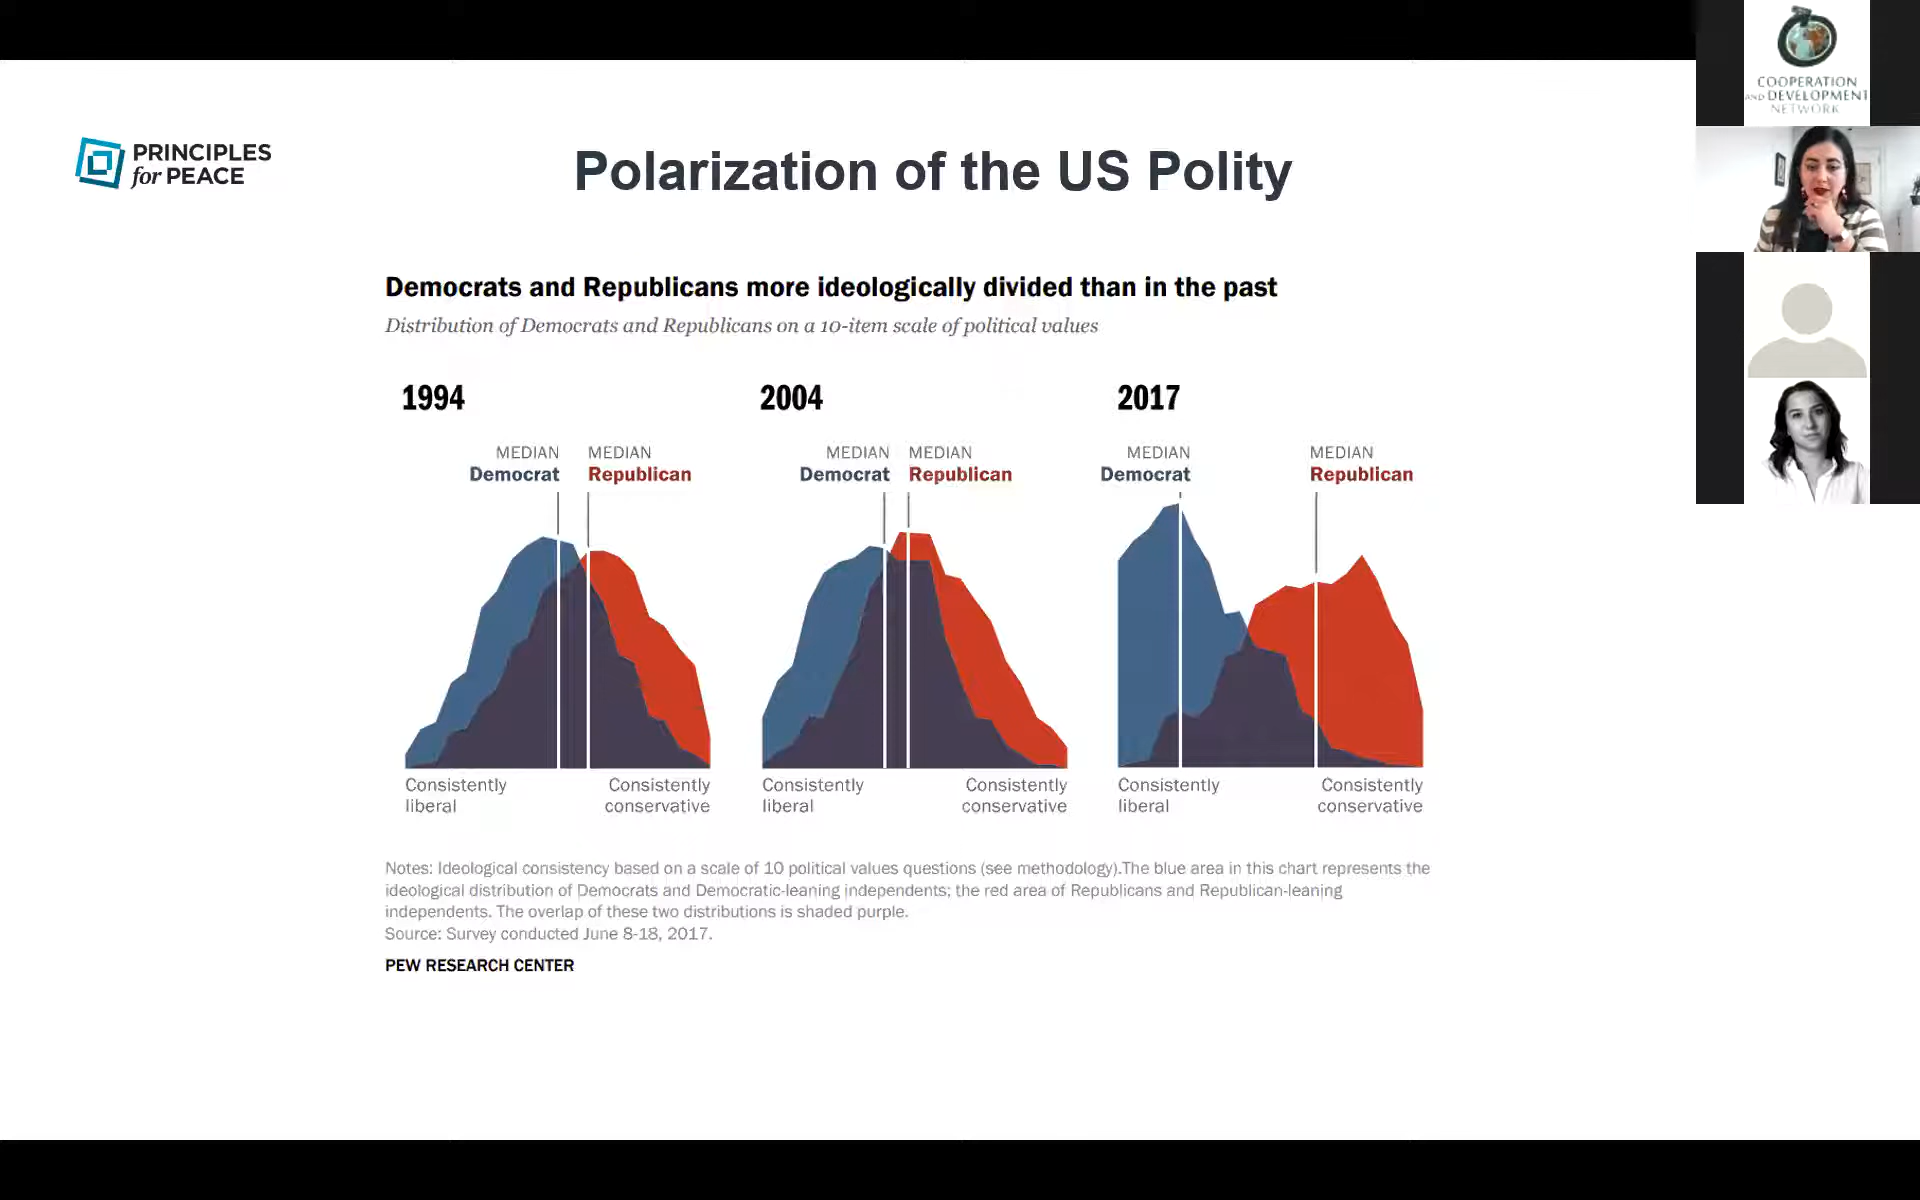 PRINCIPLES
for PEACE
Polarization of the US Polity
COOPERATION
AND DEVELOPMENT
NETWORK
Democrats and Republicans more ideologically divided than in the past
Distribution of Democrats and Republicans on a 10-item scale of political values
1994
MEDIAN
Democrat
MEDIAN
Republican
Consistently
liberal
Consistently
conservative
2004
MEDIAN
Democrat
MEDIAN
Republican
Consistently
liberal
Consistently
conservative
2017
MEDIAN
Democrat
MEDIAN
Republican
Consistently
liberal
Consistently
conservative
Notes: Ideological consistency based on a scale of 10 political values questions (see methodology).The blue area in this chart represents the
ideological distribution of Democrats and Democratic-leaning independents; the red area of Republicans and Republican-leaning
independents. The overlap of these two distributions is shaded purple.
Source: Survey conducted June 8-18, 2017.
PEW RESEARCH CENTER